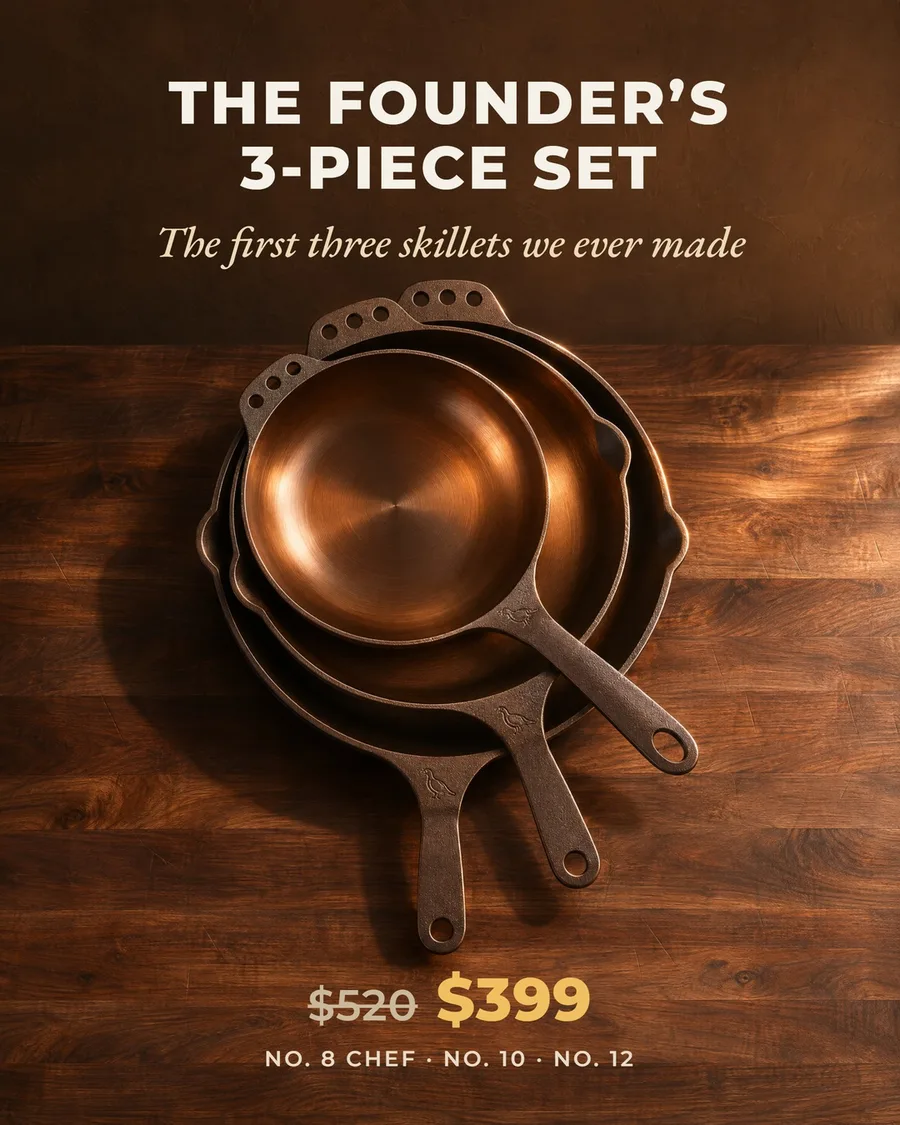 THE FOUNDER’S
3-PIECE SET
The first three skillets we ever made
$520 $399
NO. 8 CHEF · NO. 10 · NO. 12